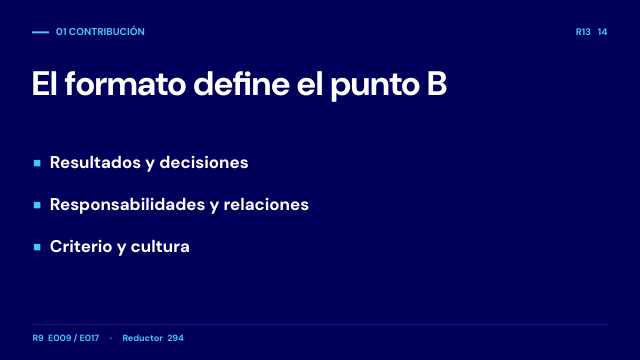 01 CONTRIBUCIÓN
R13 14
El formato define el punto B
Resultados y decisiones
Responsabilidades y relaciones
Criterio y cultura
R9 E009 / E017 · Reductor 294